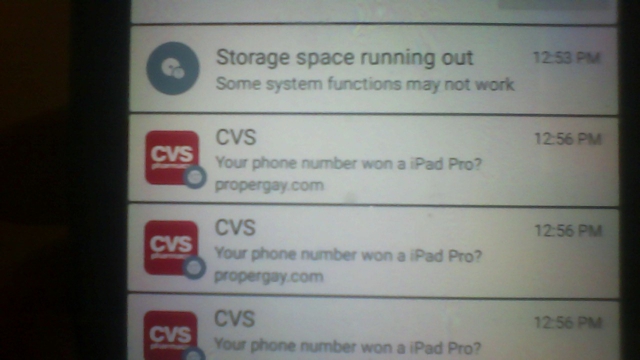 Storage space running out 12:53 PM
Some system functions may not work
CVS 12:56 PM
CVS pharmacy
Your phone number won a iPad Pro?
propergay.com
CVS 12:56 PM
CVS pharmacy
Your phone number won a iPad Pro?
propergay.com
CVS 12:56 PM
CVS pharmacy
Your phone number won a iPad Pro?